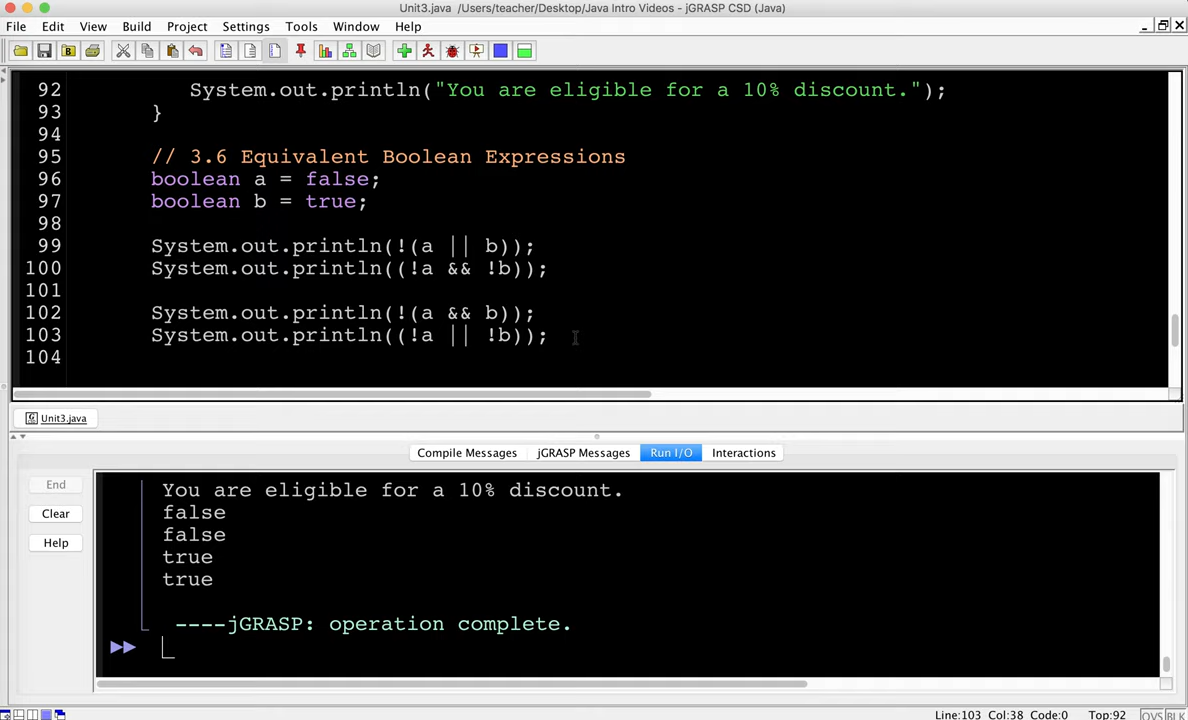 Unit3.java /Users/teacher/Desktop/Java Intro Videos - jGRASP CSD (Java)
File Edit View Build Project Settings Tools Window Help
92 System.out.println("You are eligible for a 10% discount.");
93 }
94
95 // 3.6 Equivalent Boolean Expressions
96 boolean a = false;
97 boolean b = true;
98
99 System.out.println(!(a || b));
100 System.out.println((!a && !b));
101
102 System.out.println(!(a && b));
103 System.out.println((!a || !b));
104
Unit3.java
Compile Messages jGRASP Messages Run I/O Interactions
End
Clear
Help
You are eligible for a 10% discount.
false
false
true
true
----jGRASP: operation complete.
Line:103 Col:38 Code:0 Top:92 OVS BLK